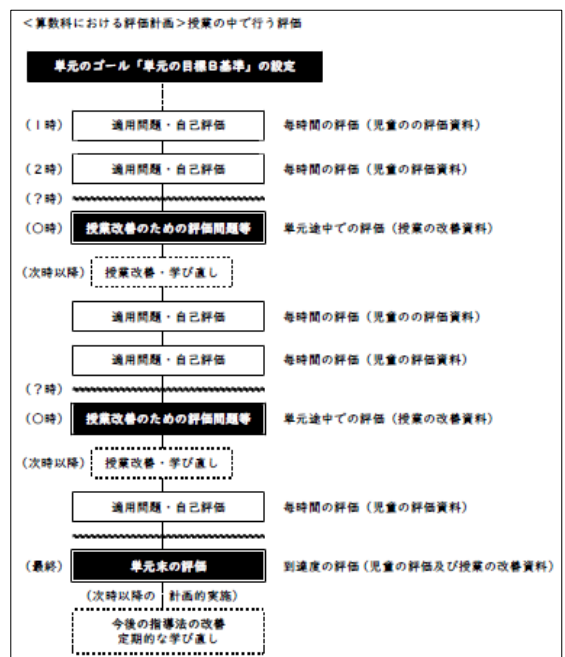 ＜算数科における評価計画＞授業の中で行う評価
単元のゴール「単元の目標Ｂ基準」の設定
（１時） 適用問題・自己評価 毎時間の評価（児童のの評価資料）
（２時） 適用問題・自己評価 毎時間の評価（児童の評価資料）
（？時）
（〇時） 授業改善のための評価問題等 単元途中での評価（授業の改善資料）
（次時以降） 授業改善・学び直し
適用問題・自己評価 毎時間の評価（児童のの評価資料）
適用問題・自己評価 毎時間の評価（児童の評価資料）
（？時）
（〇時） 授業改善のための評価問題等 単元途中での評価（授業の改善資料）
（次時以降） 授業改善・学び直し
適用問題・自己評価 毎時間の評価（児童の評価資料）
（最終） 単元末の評価 到達度の評価（児童の評価及び授業の改善資料）
（次時以降の 計画的実施）
今後の指導法の改善
定期的な学び直し